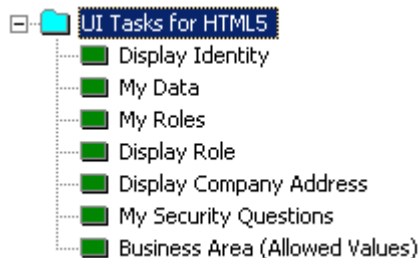 UI Tasks for HTML5
Display Identity
My Data
My Roles
Display Role
Display Company Address
My Security Questions
Business Area (Allowed Values)